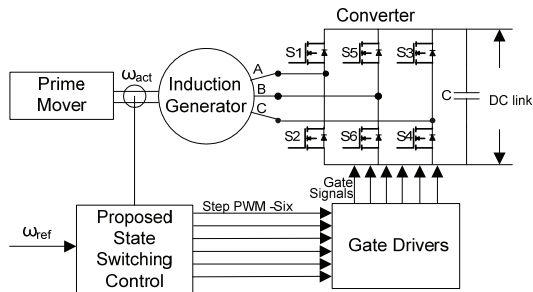 Converter
S1
S5
S3
A
ωact
Prime
Mover
Induction
Generator
B
C
C
DC link
S2
S6
S4
Gate
Signals
Step PWM -Six
Proposed
State
Switching
Control
ωref
Gate Drivers